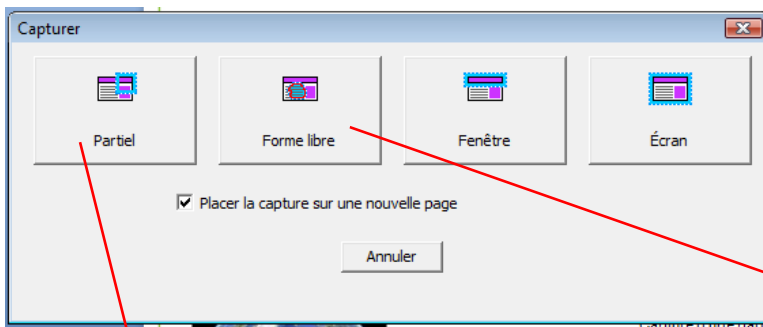 Capturer
Partiel
Forme libre
Fenêtre
Écran
Placer la capture sur une nouvelle page
Annuler